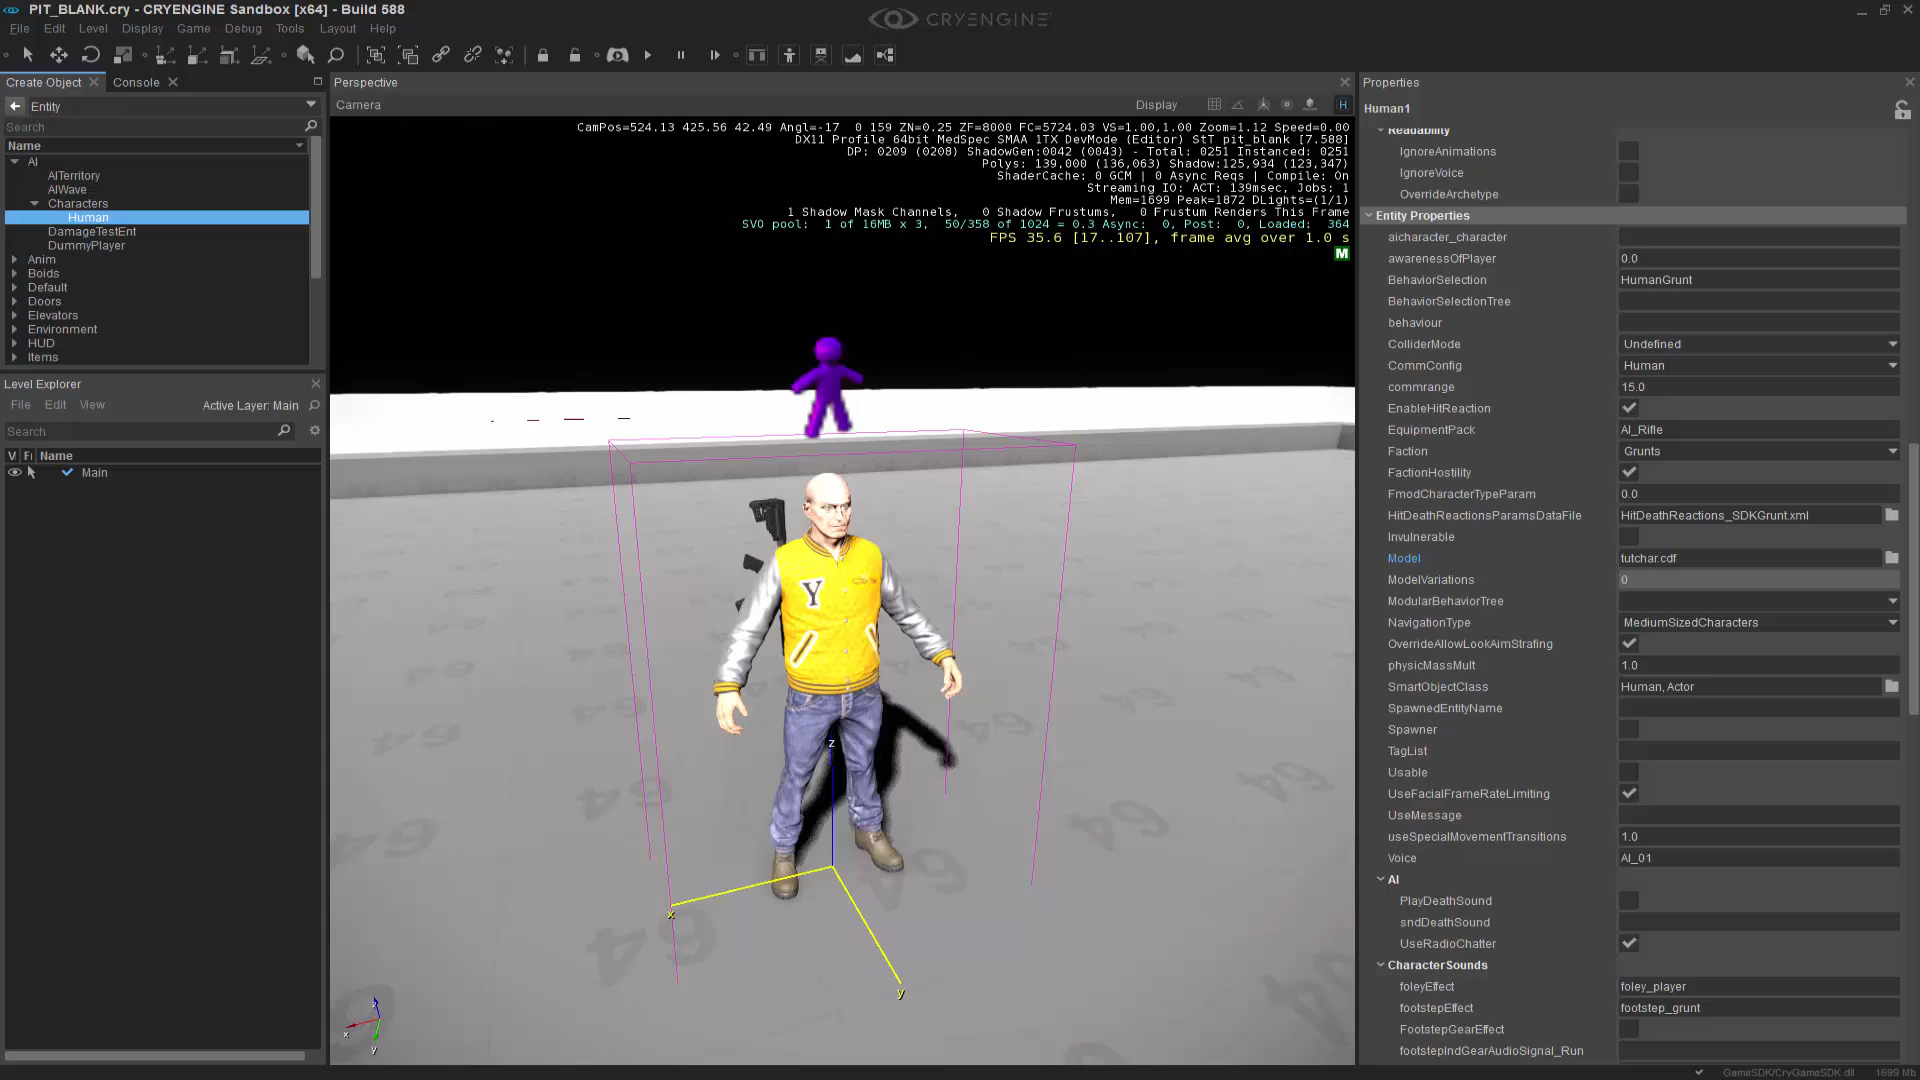 PIT_BLANK.cry - CRYENGINE Sandbox [x64] - Build 588
CRYENGINE
File Edit Level Display Game Debug Tools Layout Help
Create Object
Console
Entity
Search
Name
AI
AITerritory
AIWave
Characters
Human
DamageTestEnt
DummyPlayer
Anim
Boids
Default
Doors
Elevators
Environment
HUD
Items
Level Explorer
File Edit View
Active Layer: Main
Search
V Fi Name
Main
Perspective
Camera
Display
H
CamPos=524.13 425.56 42.49 Angl=-17 0 159 ZN=0.25 ZF=8000 FC=5724.03 VS=1.00,1.00 Zoom=1.12 Speed=0.00
DX11 Profile 64bit MedSpec SMAA 1TX DevMode (Editor) StT pit_blank [7.588]
DP: 0209 (0208) ShadowGen:0042 (0043) - Total: 0251 Instanced: 0251
Polys: 139,000 (136,063) Shadow:125,934 (123,347)
ShaderCache: 0 GCM | 0 Async Reqs | Compile: On
Streaming IO: ACT: 139msec, Jobs: 1
Mem=1699 Peak=1872 DLights=(1/1)
1 Shadow Mask Channels, 0 Shadow Frustums, 0 Frustum Renders This Frame
SVO pool: 1 of 16MB x 3, 50/358 of 1024 = 0.3 Async: 0, Post: 0, Loaded: 364
FPS 35.6 [17..107], frame avg over 1.0 s
M
Y
z
x
y
64
64
64
64
z
x
y
Properties
Human1
Readability
IgnoreAnimations
IgnoreVoice
OverrideArchetype
Entity Properties
aicharacter_character
awarenessOfPlayer 0.0
BehaviorSelection HumanGrunt
BehaviorSelectionTree
behaviour
ColliderMode Undefined
CommConfig Human
commrange 15.0
EnableHitReaction
EquipmentPack AI_Rifle
Faction Grunts
FactionHostility
FmodCharacterTypeParam 0.0
HitDeathReactionsParamsDataFile HitDeathReactions_SDKGrunt.xml
Invulnerable
Model tutchar.cdf
ModelVariations 0
ModularBehaviorTree
NavigationType MediumSizedCharacters
OverrideAllowLookAimStrafing
physicMassMult 1.0
SmartObjectClass Human, Actor
SpawnedEntityName
Spawner
TagList
Usable
UseFacialFrameRateLimiting
UseMessage
useSpecialMovementTransitions 1.0
Voice AI_01
AI
PlayDeathSound
sndDeathSound
UseRadioChatter
CharacterSounds
foleyEffect foley_player
footstepEffect footstep_grunt
FootstepGearEffect
footstepIndGearAudioSignal_Run
GameSDK/CryGameSDK.dll 1699 Mb